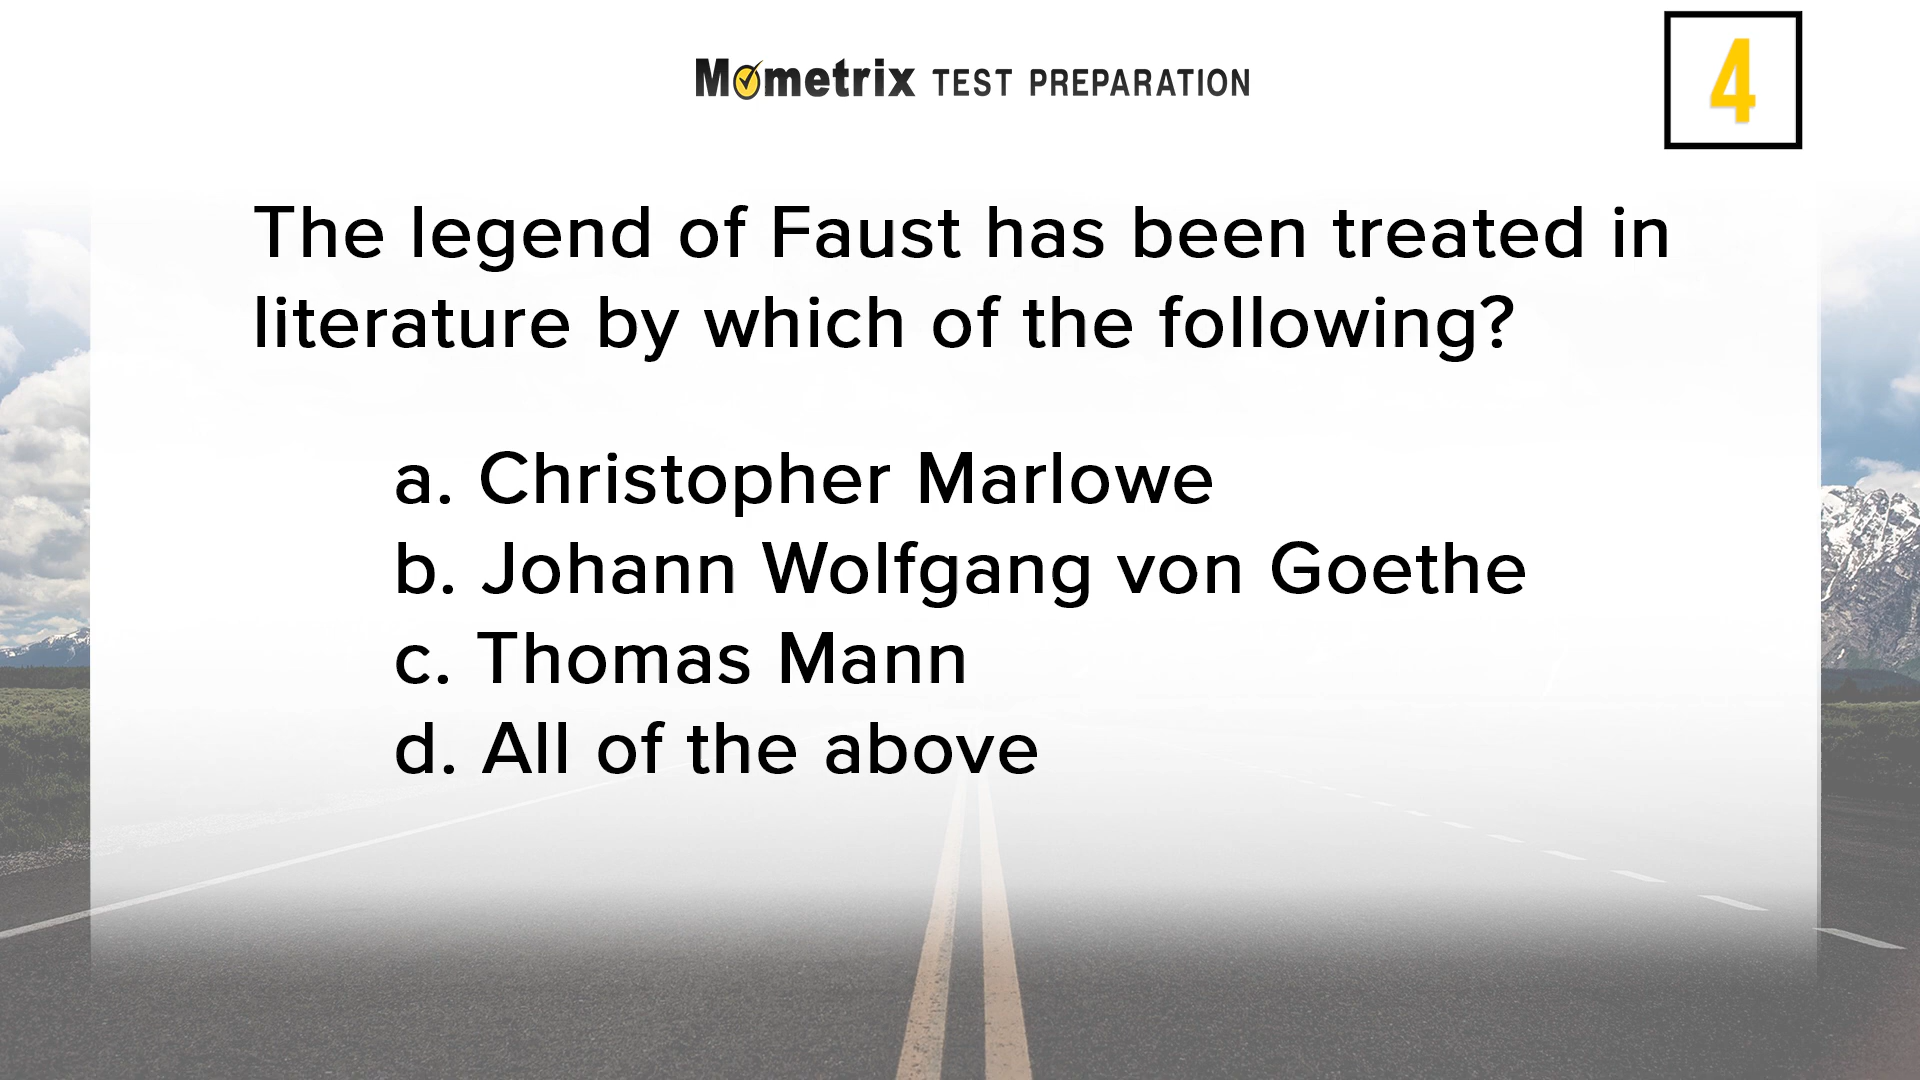 Mometrix TEST PREPARATION
4
The legend of Faust has been treated in
literature by which of the following?
a. Christopher Marlowe
b. Johann Wolfgang von Goethe
c. Thomas Mann
d. All of the above